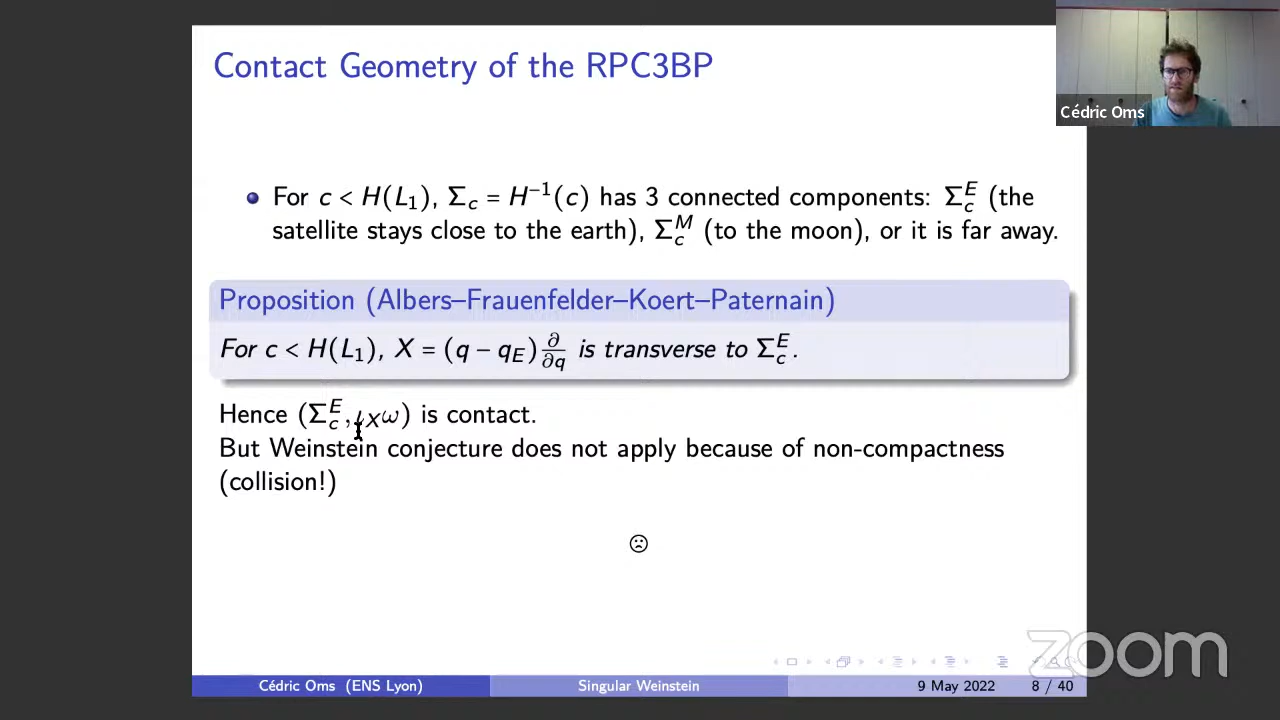 Contact Geometry of the RPC3BP
Cédric Oms
For c < H(L₁), Σ_c = H⁻¹(c) has 3 connected components: Σ_c^E (the
satellite stays close to the earth), Σ_c^M (to the moon), or it is far away.
Proposition (Albers–Frauenfelder–Koert–Paternain)
For c < H(L₁), X = (q − q_E) ∂/∂q is transverse to Σ_c^E.
Hence (Σ_c^E, ι_X ω) is contact.
But Weinstein conjecture does not apply because of non-compactness
(collision!)
zoom
Cédric Oms (ENS Lyon)
Singular Weinstein
9 May 2022
8 / 40